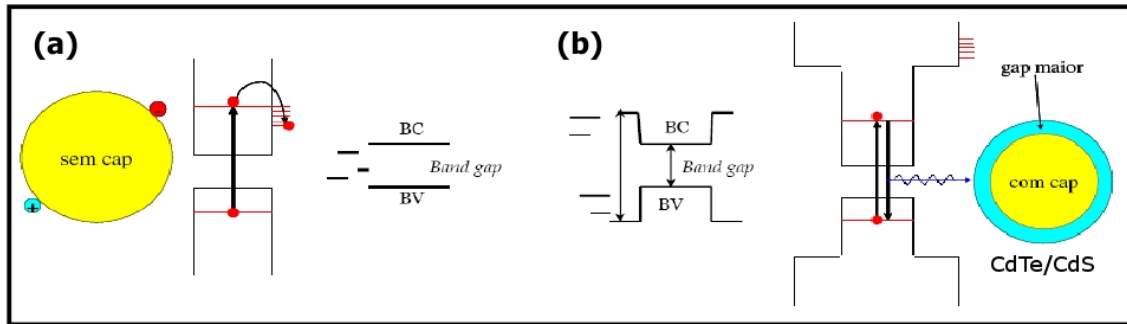 (a)
-
sem cap
+
BC
Band gap
BV
(b)
BC
Band gap
BV
gap maior
com cap
CdTe/CdS